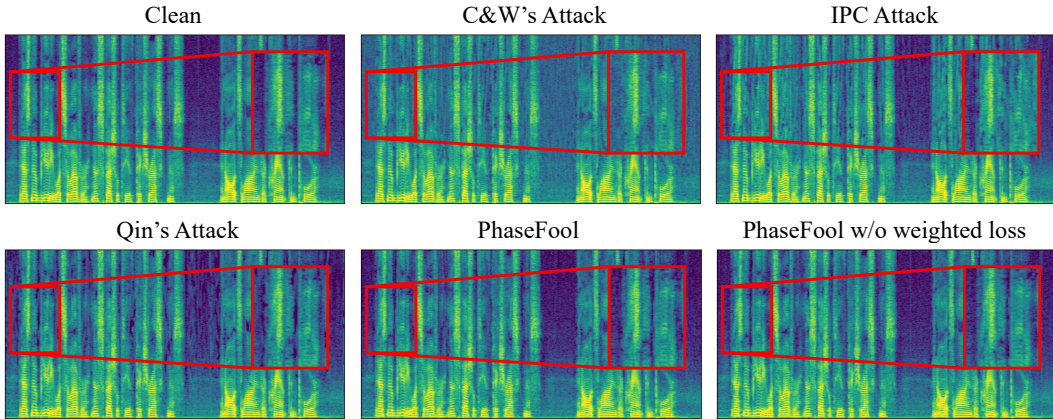 Clean
C&W's Attack
IPC Attack
Qin's Attack
PhaseFool
PhaseFool w/o weighted loss